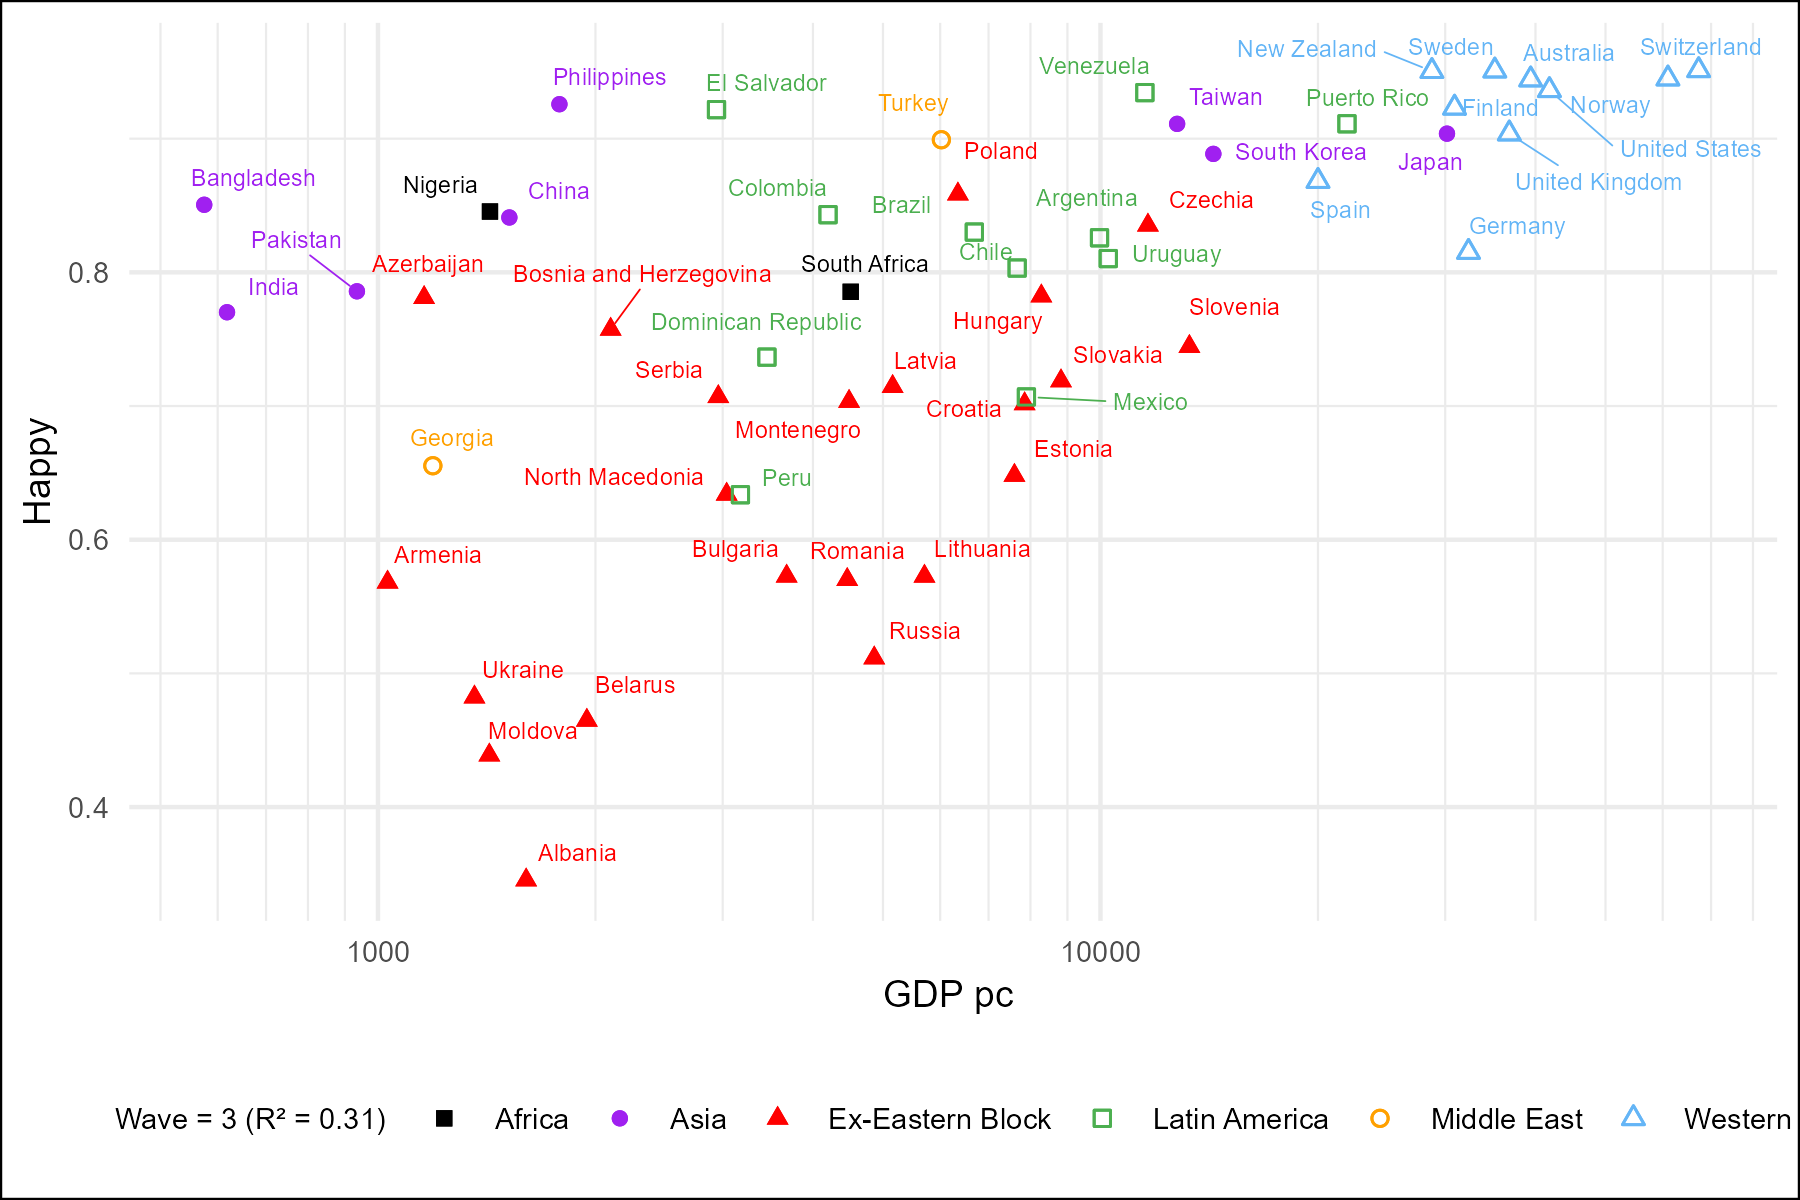 New Zealand
Sweden
Australia
Switzerland
Venezuela
Philippines
El Salvador
Turkey
Taiwan
Puerto Rico
Finland
Norway
Poland
South Korea
Japan
United States
Bangladesh
Nigeria
China
Colombia
Brazil
Argentina
Czechia
Spain
United Kingdom
Pakistan
Germany
Azerbaijan
Bosnia and Herzegovina
South Africa
Chile
Uruguay
0.8
India
Dominican Republic
Hungary
Slovenia
Serbia
Latvia
Slovakia
Croatia
Mexico
Montenegro
Georgia
Estonia
North Macedonia
Peru
0.6
Armenia
Bulgaria
Romania
Lithuania
Russia
Ukraine
Belarus
Moldova
0.4
Albania
Happy
1000
10000
GDP pc
Wave = 3 (R² = 0.31)
Africa
Asia
Ex-Eastern Block
Latin America
Middle East
Western